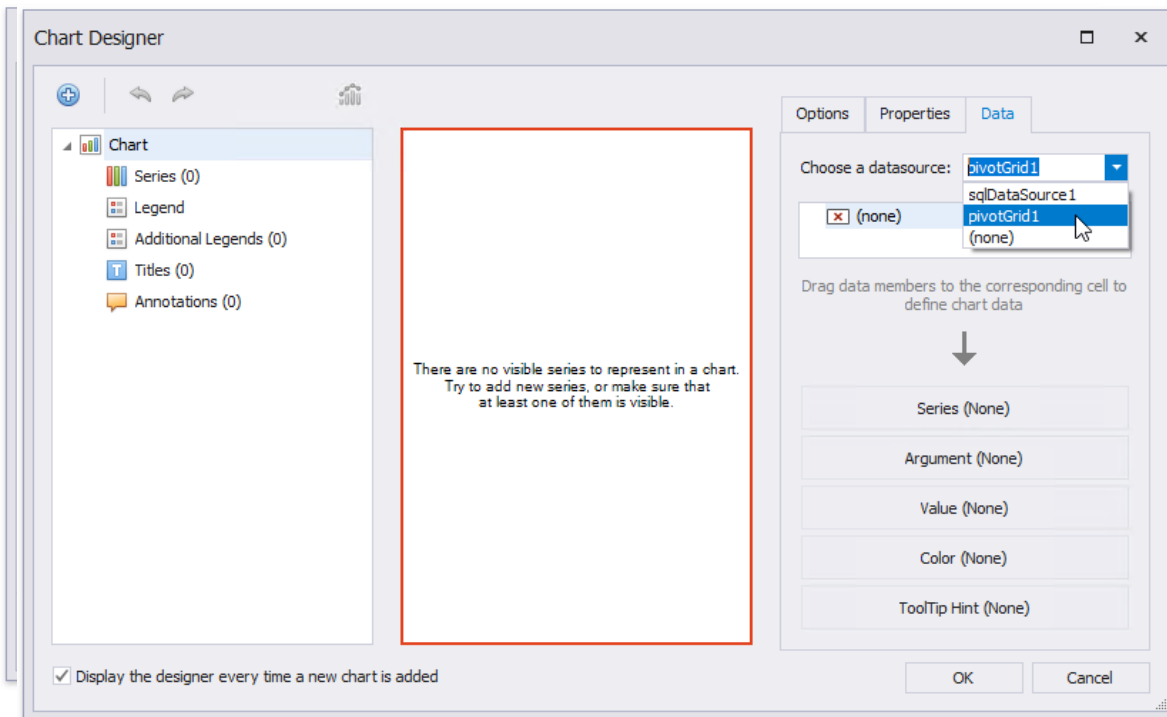 Chart Designer
Chart
Series (0)
Legend
Additional Legends (0)
Titles (0)
Annotations (0)
There are no visible series to represent in a chart.
Try to add new series, or make sure that
at least one of them is visible.
Options
Properties
Data
Choose a datasource:
pivotGrid1
sqlDataSource1
pivotGrid1
(none)
(none)
Drag data members to the corresponding cell to
define chart data
Series (None)
Argument (None)
Value (None)
Color (None)
ToolTip Hint (None)
Display the designer every time a new chart is added
OK
Cancel